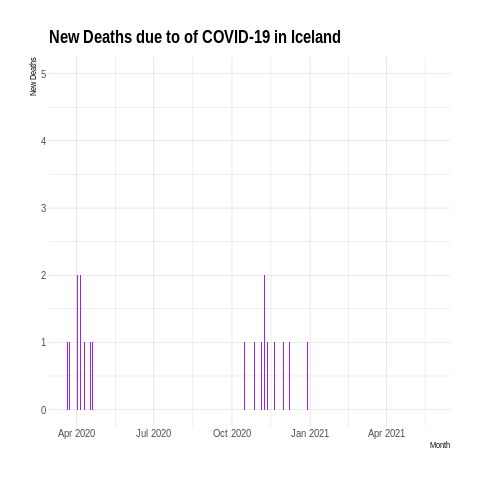 New Deaths due to of COVID-19 in Iceland
New Deaths
5
4
3
2
1
0
Apr 2020 Jul 2020 Oct 2020 Jan 2021 Apr 2021
Month